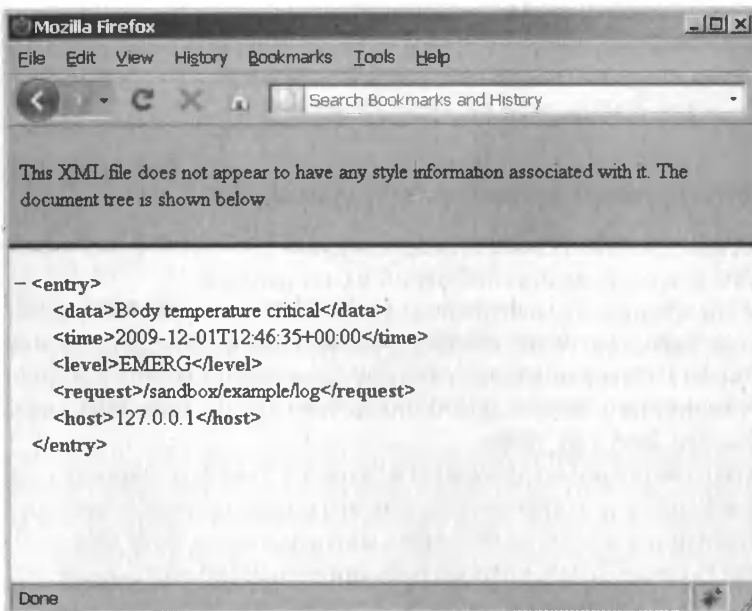 Mozilla Firefox
File Edit View History Bookmarks Tools Help
Search Bookmarks and History
This XML file does not appear to have any style information associated with it. The
document tree is shown below.
– <entry>
<data>Body temperature critical</data>
<time>2009-12-01T12:46:35+00:00</time>
<level>EMERG</level>
<request>/sandbox/example/log</request>
<host>127.0.0.1</host>
</entry>
Done